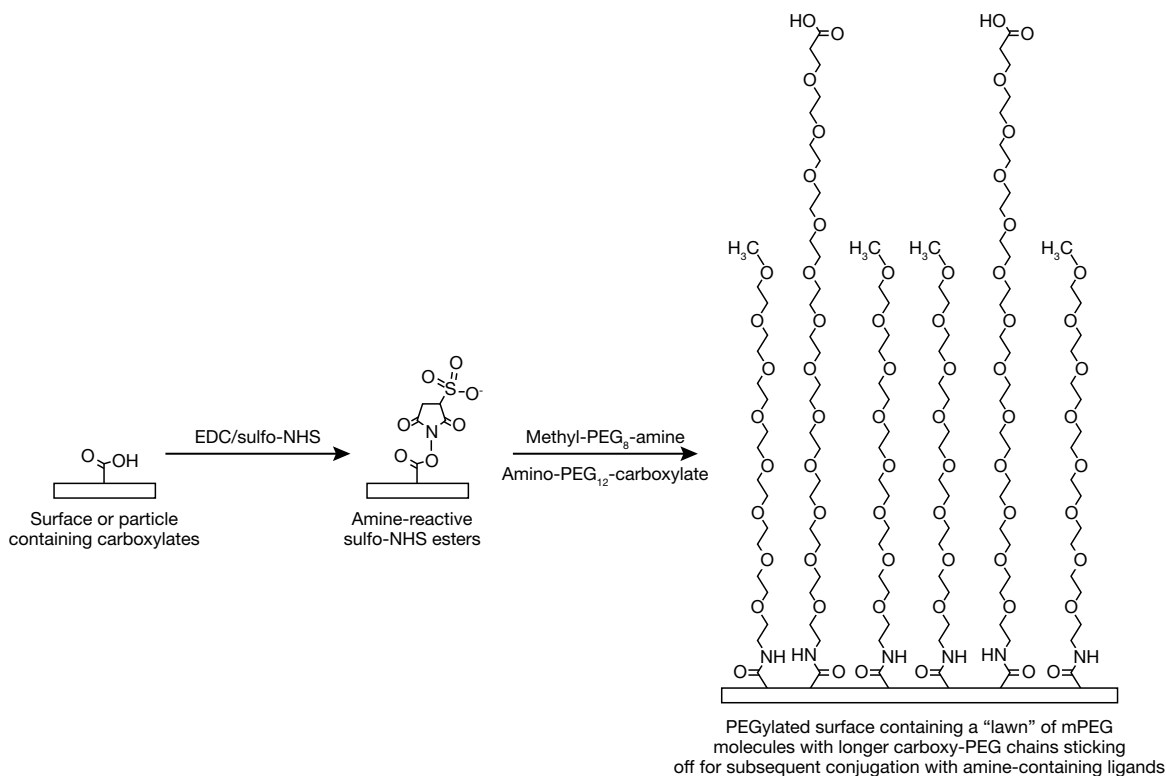 O OH
Surface or particle
containing carboxylates
EDC/sulfo-NHS
O
O S O-
O N O
O O
Amine-reactive
sulfo-NHS esters
Methyl-PEG₈-amine
Amino-PEG₁₂-carboxylate
HO HO
O O
O O
O O
O O
O O
H₃C H₃C H₃C H₃C
O O O O O O
O O O O O O
O O O O O O
O O O O O O
O O O O O O
O O O O O O
O O O O O O
O O O O O O
NH HN NH NH HN NH
O O O O O O
PEGylated surface containing a “lawn” of mPEG
molecules with longer carboxy-PEG chains sticking
off for subsequent conjugation with amine-containing ligands